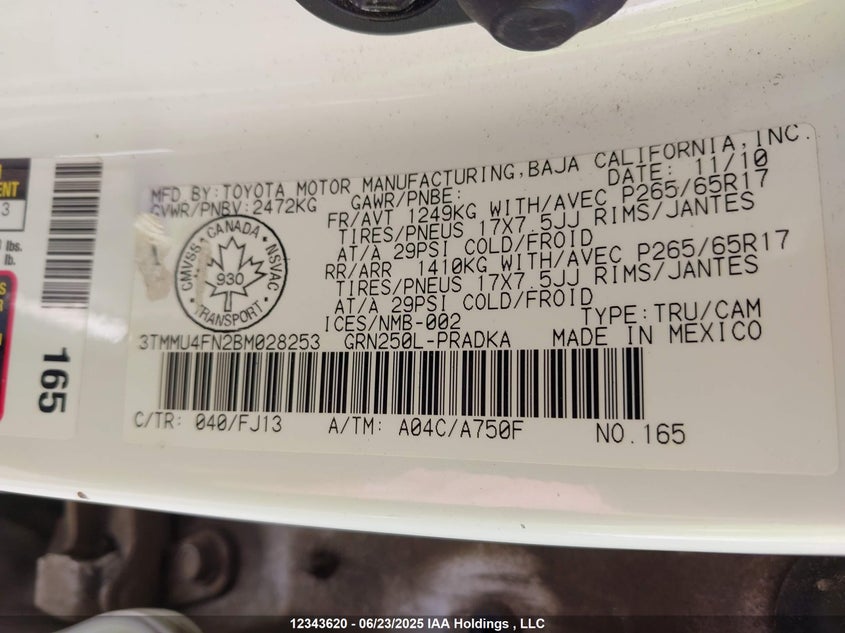 MFD BY:TOYOTA MOTOR MANUFACTURING,BAJA CALIFORNIA,INC.
GVWR/PNBV:2472KG GAWR/PNBE: DATE: 11/10
FR/AVT 1249KG WITH/AVEC P265/65R17
TIRES/PNEUS 17X7.5JJ RIMS/JANTES
AT/A 29PSI COLD/FROID
RR/ARR 1410KG WITH/AVEC P265/65R17
TIRES/PNEUS 17X7.5JJ RIMS/JANTES
AT/A 29PSI COLD/FROID
ICES/NMB-002 TYPE:TRU/CAM
CMVSS CANADA NSVAC
930
TRANSPORT
3TMMU4FN2BM028253 GRN250L-PRADKA MADE IN MEXICO
C/TR: 040/FJ13 A/TM: A04C/A750F NO.165
ENT
3
lbs.
lb.
165
12343620 - 06/23/2025 IAA Holdings , LLC